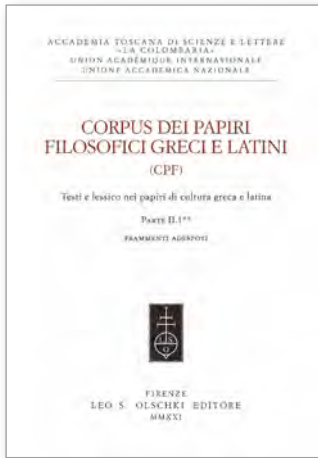 ACCADEMIA TOSCANA DI SCIENZE E LETTERE
«LA COLOMBARIA»
UNION ACADÉMIQUE INTERNATIONALE
UNIONE ACCADEMICA NAZIONALE
CORPUS DEI PAPIRI
FILOSOFICI GRECI E LATINI
(CPF)
Testi e lessico nei papiri di cultura greca e latina
PARTE II.1**
FRAMMENTI ADESPOTI
FIRENZE
LEO S. OLSCHKI EDITORE
MMXXI